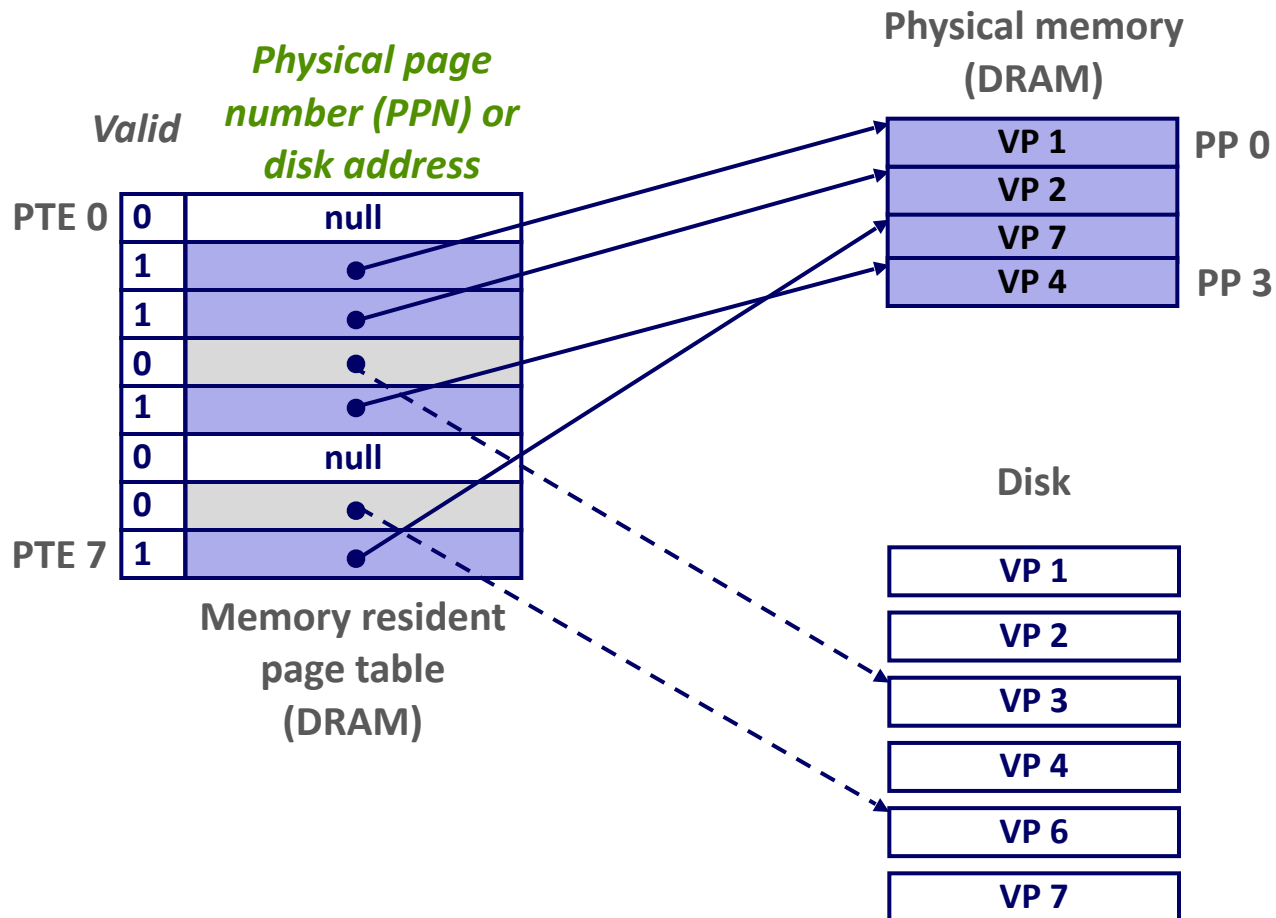 Physical page
number (PPN) or
disk address
Valid
PTE 0
0
null
1
1
0
1
0
null
0
PTE 7
1
Memory resident
page table
(DRAM)
Physical memory
(DRAM)
VP 1
PP 0
VP 2
VP 7
VP 4
PP 3
Disk
VP 1
VP 2
VP 3
VP 4
VP 6
VP 7